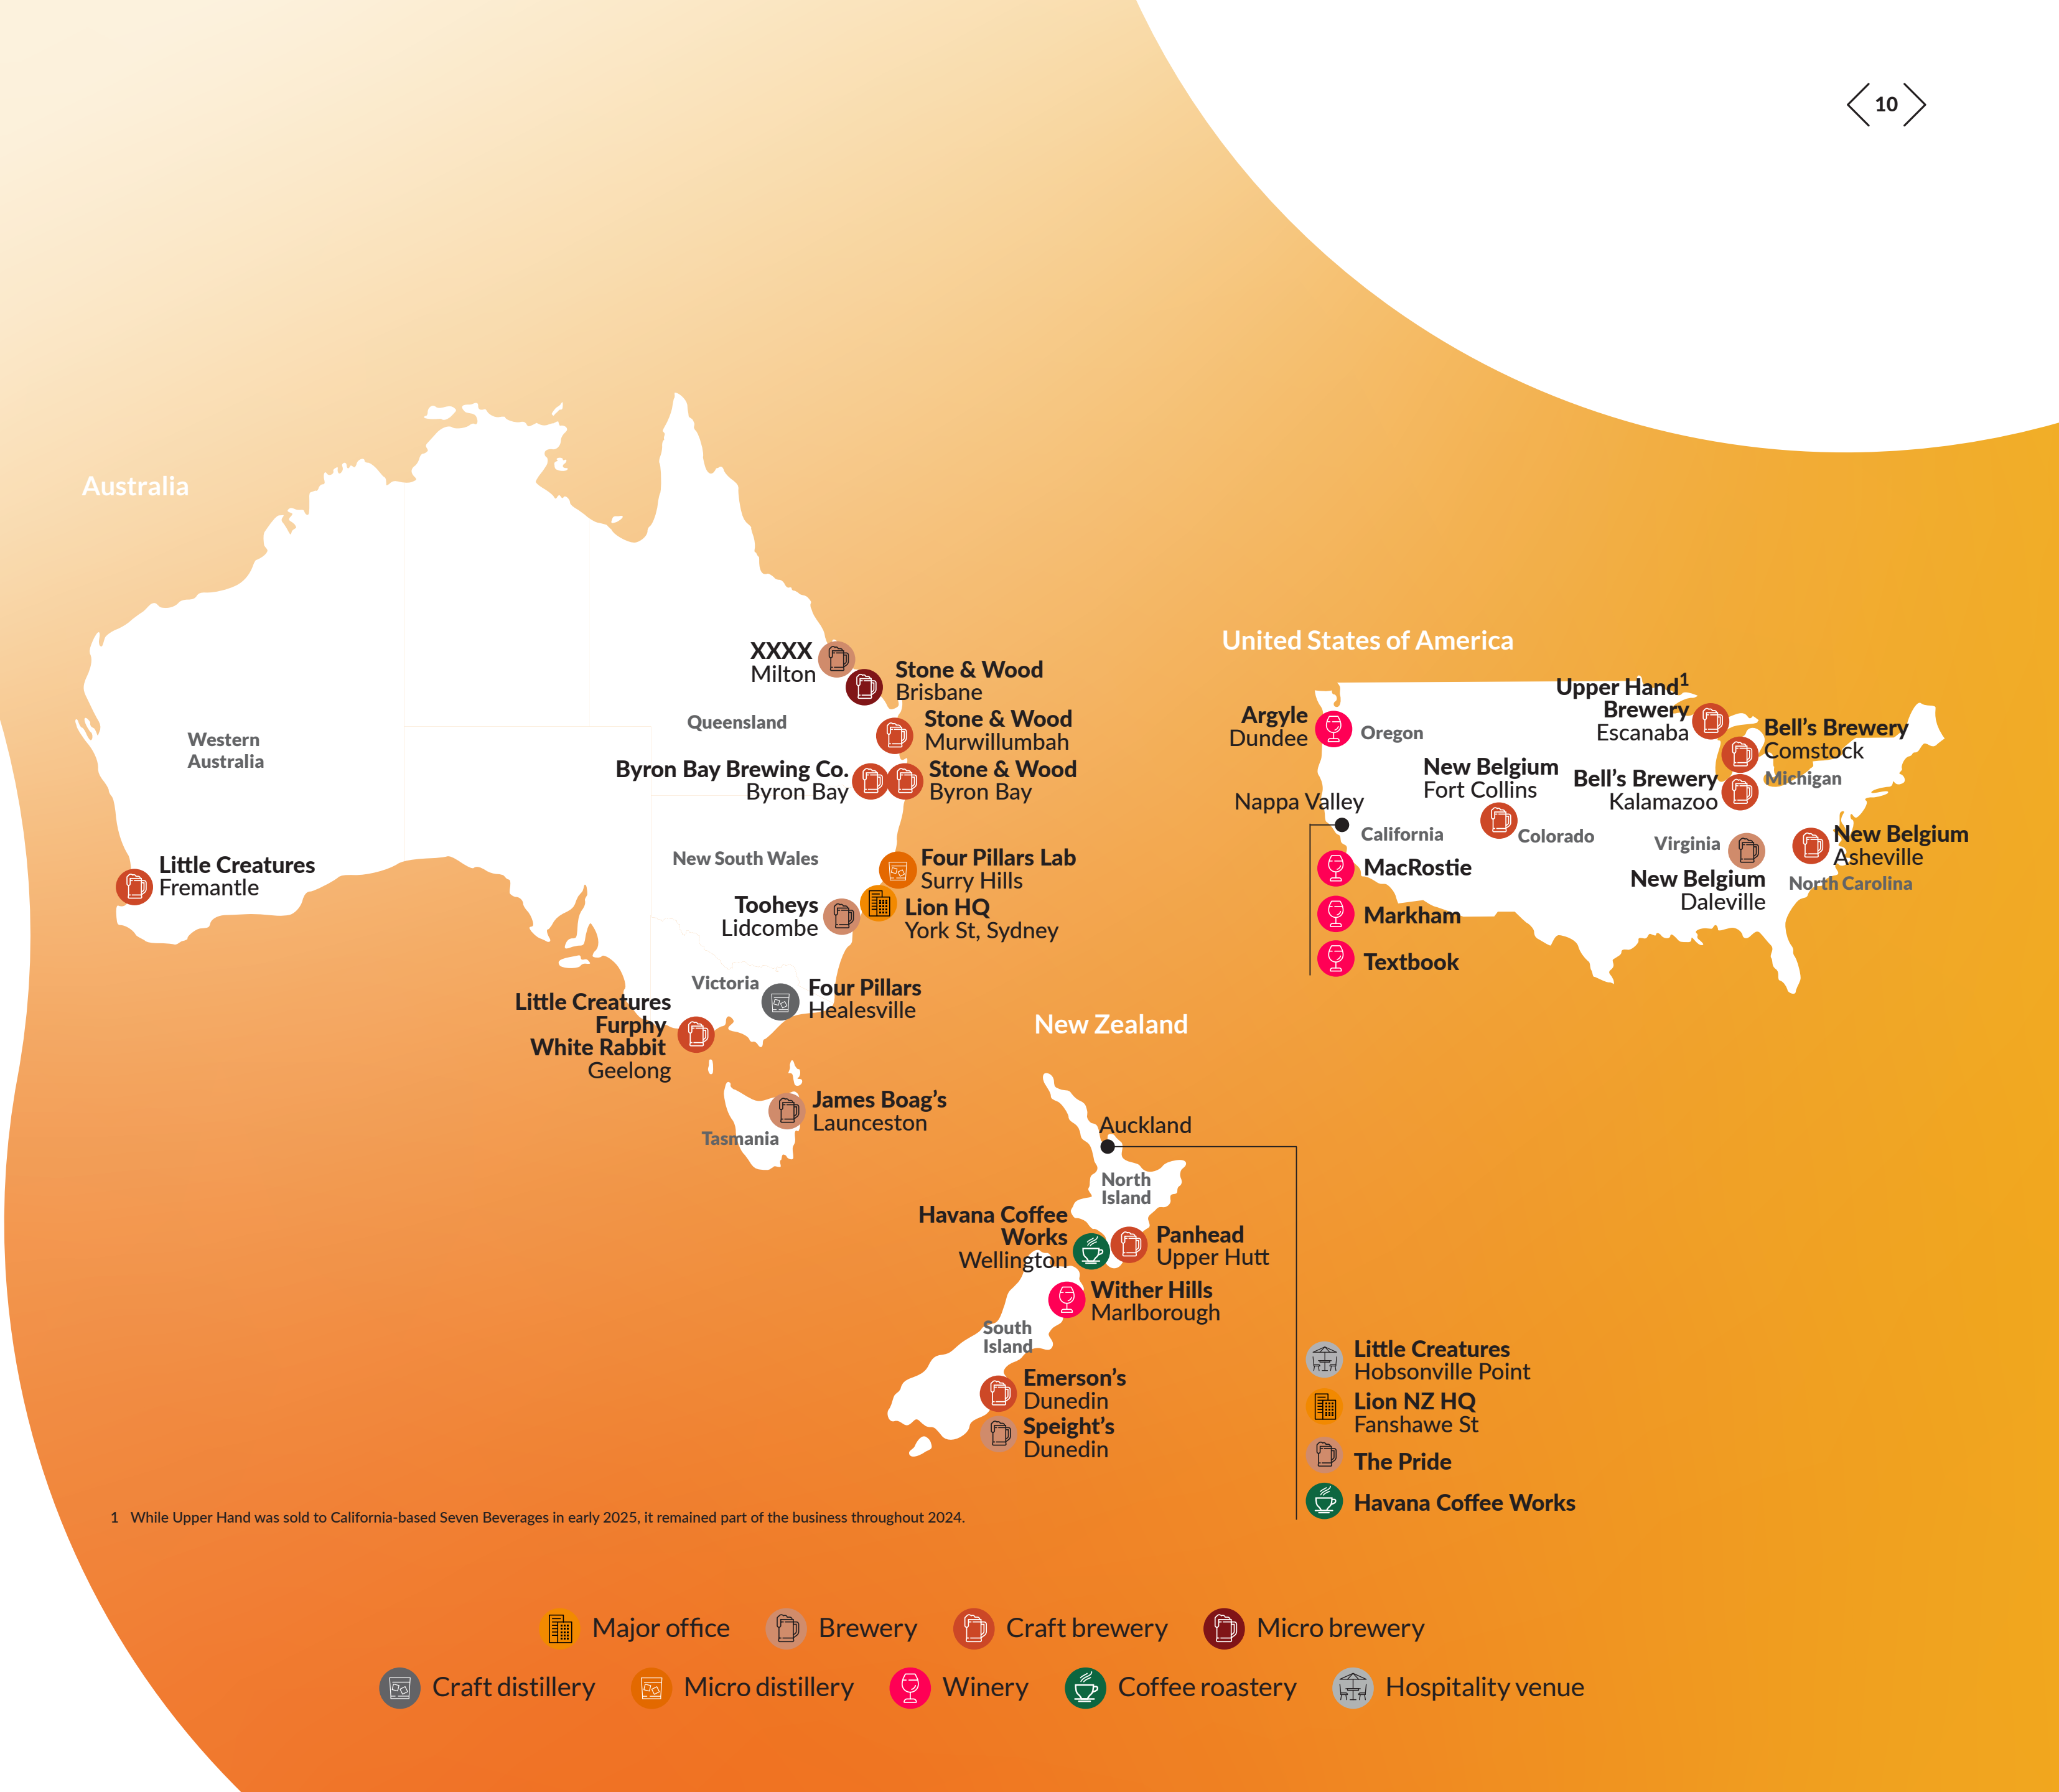 10
Australia
Western
Australia
Little Creatures
Fremantle
XXXX
Milton
Stone & Wood
Brisbane
Queensland
Stone & Wood
Murwillumbah
Byron Bay Brewing Co.
Byron Bay
Stone & Wood
Byron Bay
New South Wales
Four Pillars Lab
Surry Hills
Tooheys
Lidcombe
Lion HQ
York St, Sydney
Victoria
Four Pillars
Healesville
Little Creatures
Furphy
White Rabbit
Geelong
James Boag’s
Launceston
Tasmania
United States of America
Upper Hand1
Brewery
Escanaba
Argyle
Dundee
Oregon
Bell’s Brewery
Comstock
New Belgium
Fort Collins
Bell’s Brewery
Kalamazoo
Michigan
Nappa Valley
California
Colorado
Virginia
New Belgium
Asheville
North Carolina
New Belgium
Daleville
MacRostie
Markham
Textbook
New Zealand
Auckland
North
Island
Havana Coffee
Works
Wellington
Panhead
Upper Hutt
Wither Hills
Marlborough
South
Island
Emerson’s
Dunedin
Speight’s
Dunedin
Little Creatures
Hobsonville Point
Lion NZ HQ
Fanshawe St
The Pride
Havana Coffee Works
1 While Upper Hand was sold to California-based Seven Beverages in early 2025, it remained part of the business throughout 2024.
Major office
Brewery
Craft brewery
Micro brewery
Craft distillery
Micro distillery
Winery
Coffee roastery
Hospitality venue